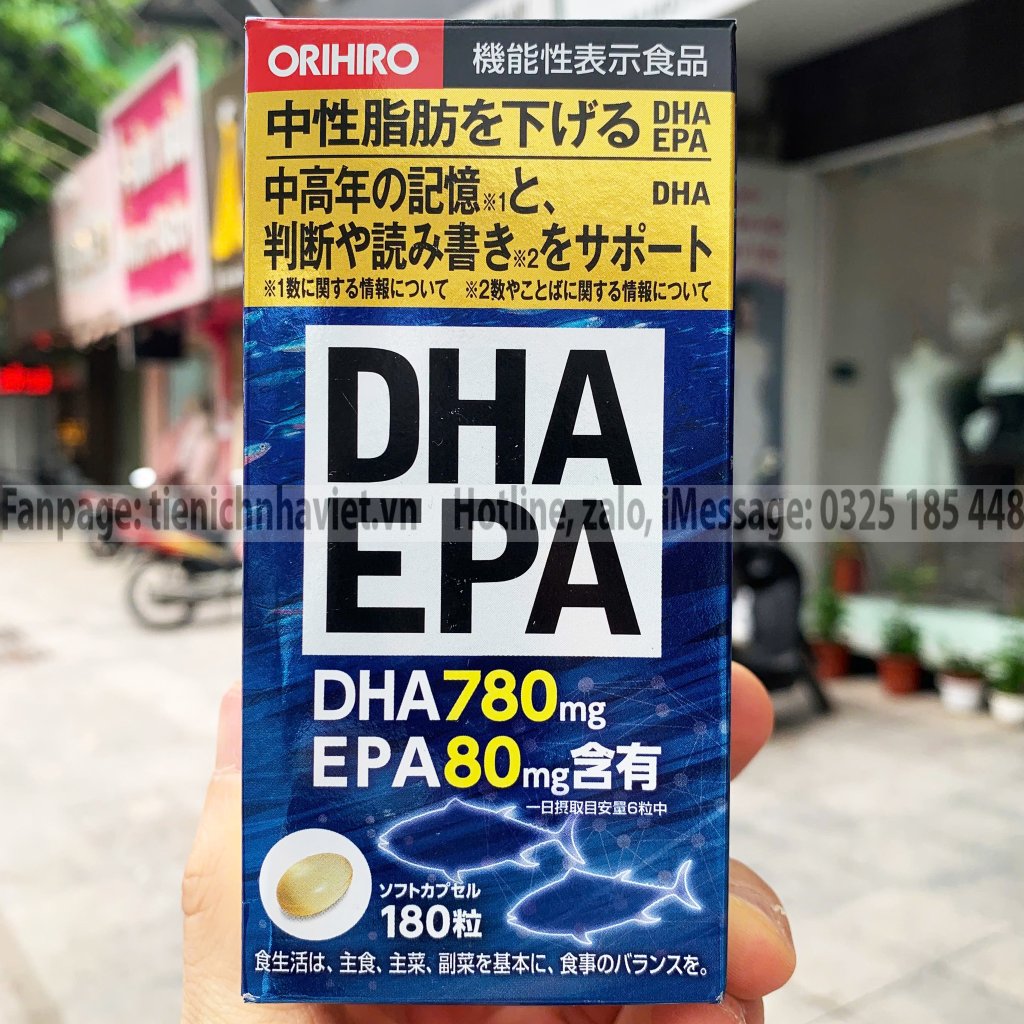 ORIHIRO 機能性表示食品
中性脂肪を下げる DHA EPA
中高年の記憶※1と、 DHA
判断や読み書き※2をサポート
※1数に関する情報について ※2数やことばに関する情報について
DHA
EPA
Fanpage: tienichnhaviet.vn Hotline, zalo, iMessage: 0325 185 448
DHA780mg
EPA80mg含有
一日摂取目安量6粒中
ソフトカプセル
180粒
食生活は、主食、主菜、副菜を基本に、食事のバランスを。